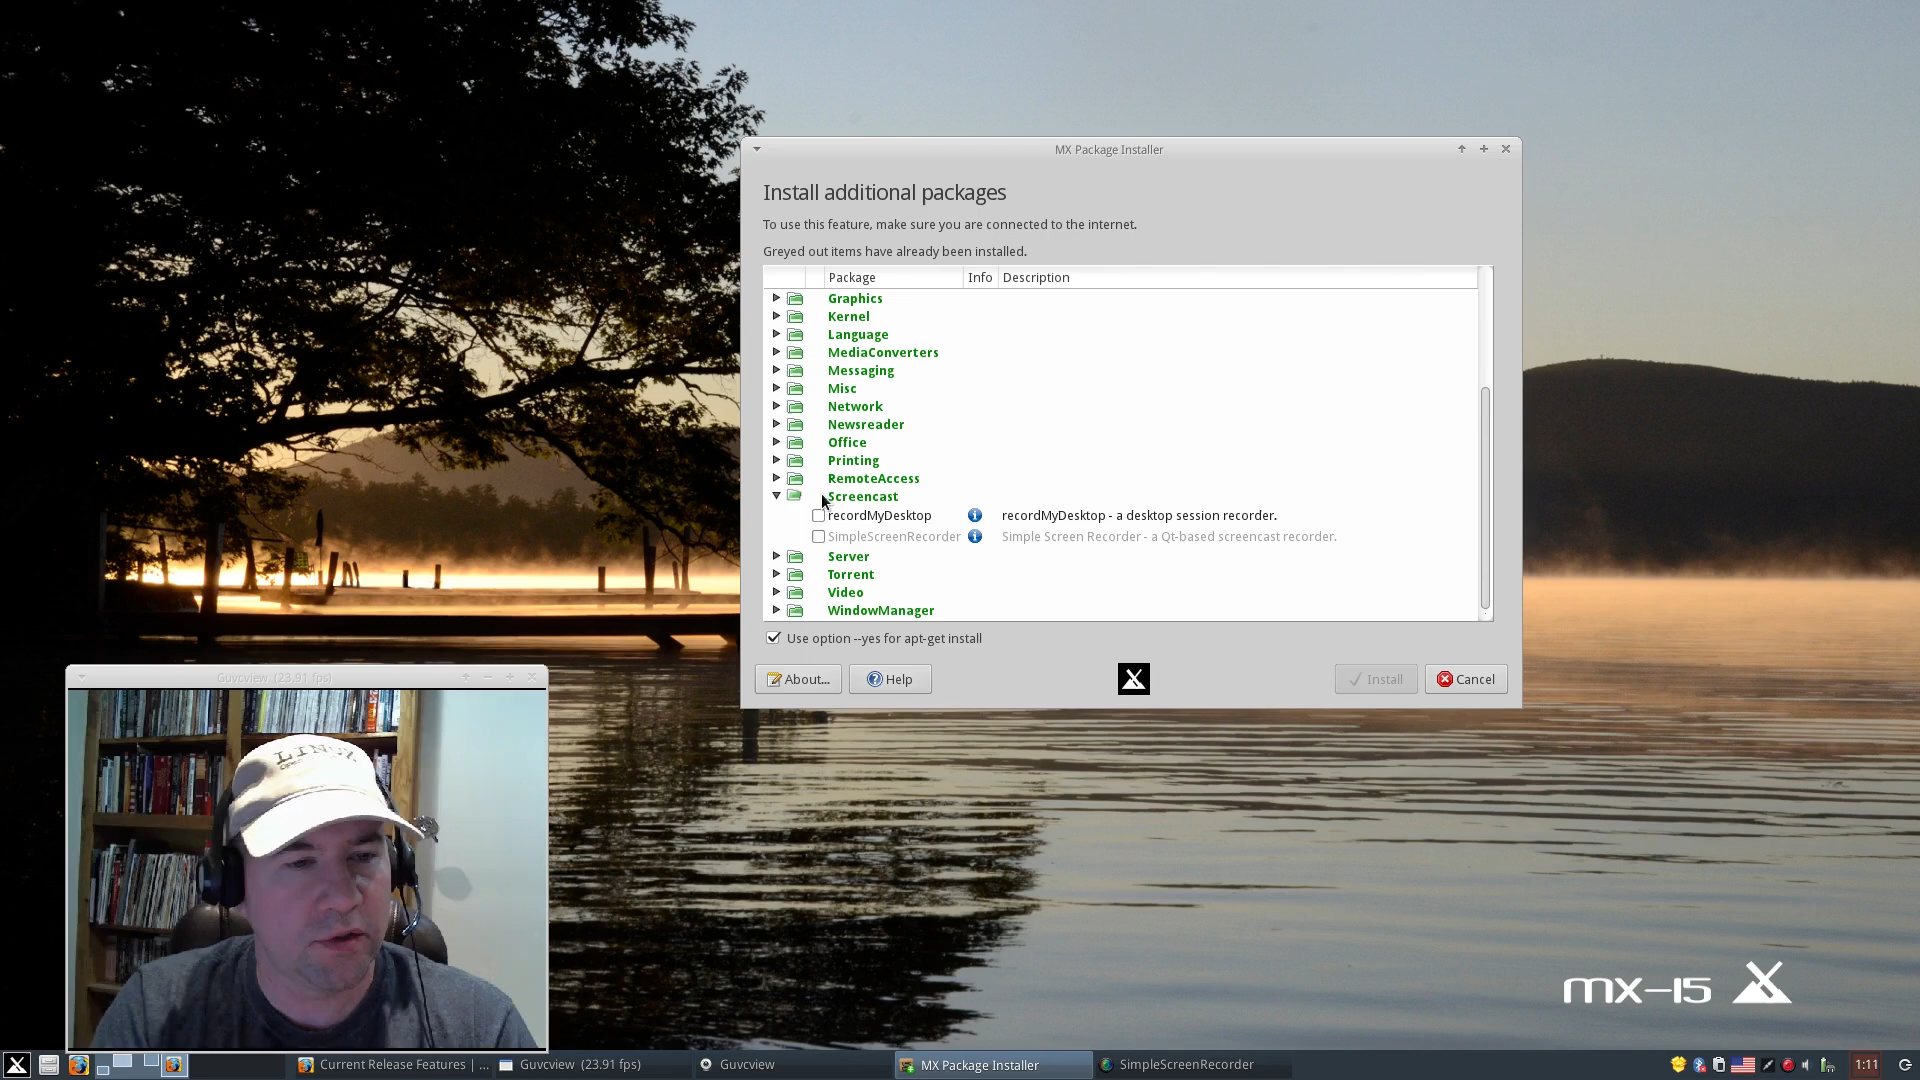 MX Package Installer
Install additional packages
To use this feature, make sure you are connected to the internet.
Greyed out items have already been installed.
Package Info Description
Graphics
Kernel
Language
MediaConverters
Messaging
Misc
Network
Newsreader
Office
Printing
RemoteAccess
Screencast
recordMyDesktop recordMyDesktop - a desktop session recorder.
SimpleScreenRecorder Simple Screen Recorder - a Qt-based screencast recorder.
Server
Torrent
Video
WindowManager
Use option --yes for apt-get install
About... Help Install Cancel
Guvcview (23.91 fps)
LINUX
mx-15
Current Release Features | ... Guvcview (23.91 fps) Guvcview MX Package Installer SimpleScreenRecorder 1:11